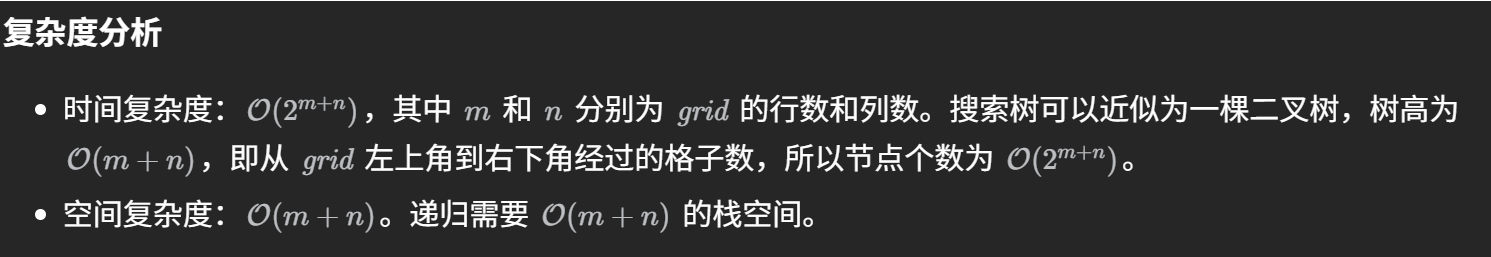 复杂度分析
• 时间复杂度：$\mathcal{O}(2^{m+n})$，其中 $m$ 和 $n$ 分别为 $grid$ 的行数和列数。搜索树可以近似为一棵二叉树，树高为
$\mathcal{O}(m+n)$，即从 $grid$ 左上角到右下角经过的格子数，所以节点个数为 $\mathcal{O}(2^{m+n})$。
• 空间复杂度：$\mathcal{O}(m+n)$。递归需要 $\mathcal{O}(m+n)$ 的栈空间。